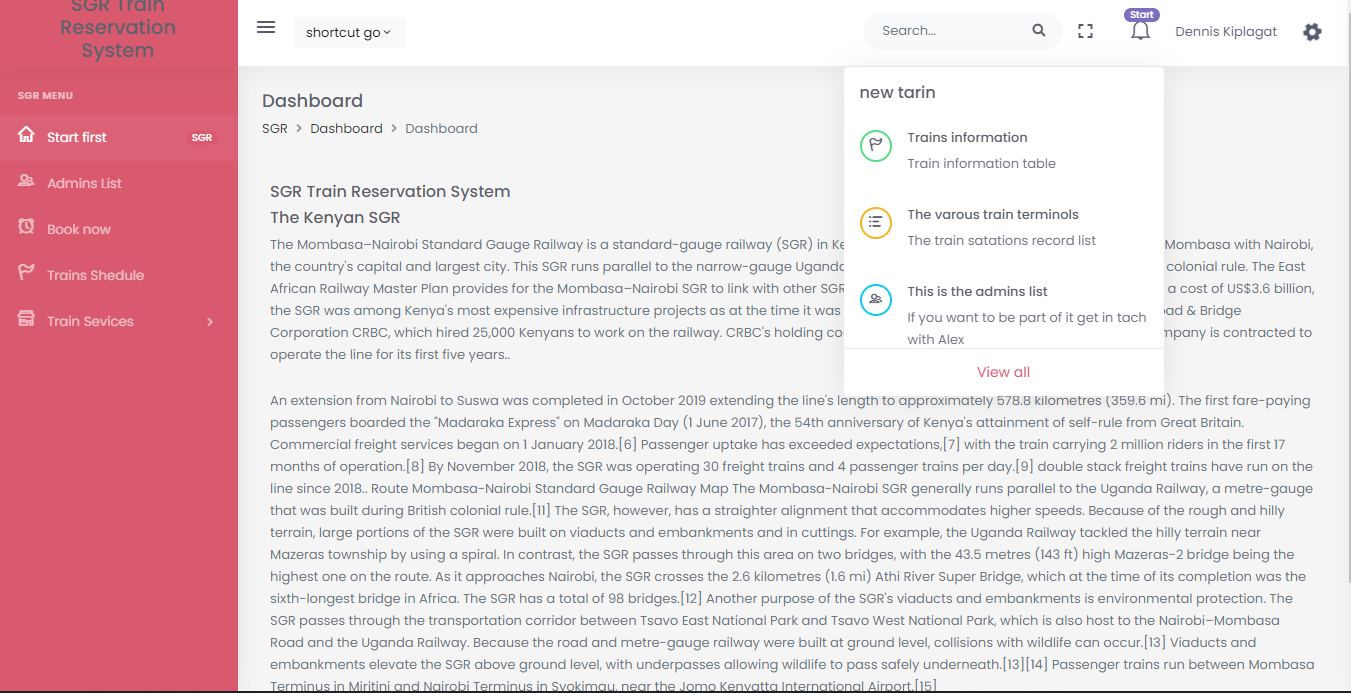 SGR Train
Reservation
System
SGR MENU
Start first
SGR
Admins List
Book now
Trains Shedule
Train Sevices
shortcut go
Search...
Start
Dennis Kiplagat
new tarin
Trains information
Train information table
The varous train terminols
The train satations record list
This is the admins list
If you want to be part of it get in tach
with Alex
View all
Dashboard
SGR > Dashboard > Dashboard
SGR Train Reservation System
The Kenyan SGR
The Mombasa–Nairobi Standard Gauge Railway is a standard-gauge railway (SGR) in Mombasa with Nairobi,
the country's capital and largest city. This SGR runs parallel to the narrow-gauge colonial rule. The East
African Railway Master Plan provides for the Mombasa–Nairobi SGR to link with other SGR a cost of US$3.6 billion,
the SGR was among Kenya's most expensive infrastructure projects as at the time it was & Bridge
Corporation CRBC, which hired 25,000 Kenyans to work on the railway. CRBC's holding is contracted to
operate the line for its first five years..
An extension from Nairobi to Suswa was completed in October 2019 extending the line's length to approximately 578.8 kilometres (359.6 mi). The first fare-paying
passengers boarded the "Madaraka Express" on Madaraka Day (1 June 2017), the 54th anniversary of Kenya's attainment of self-rule from Great Britain.
Commercial freight services began on 1 January 2018.[6] Passenger uptake has exceeded expectations,[7] with the train carrying 2 million riders in the first 17
months of operation.[8] By November 2018, the SGR was operating 30 freight trains and 4 passenger trains per day.[9] double stack freight trains have run on the
line since 2018.. Route Mombasa-Nairobi Standard Gauge Railway Map The Mombasa-Nairobi SGR generally runs parallel to the Uganda Railway, a metre-gauge
that was built during British colonial rule.[11] The SGR, however, has a straighter alignment that accommodates higher speeds. Because of the rough and hilly
terrain, large portions of the SGR were built on viaducts and embankments and in cuttings. For example, the Uganda Railway tackled the hilly terrain near
Mazeras township by using a spiral. In contrast, the SGR passes through this area on two bridges, with the 43.5 metres (143 ft) high Mazeras-2 bridge being the
highest one on the route. As it approaches Nairobi, the SGR crosses the 2.6 kilometres (1.6 mi) Athi River Super Bridge, which at the time of its completion was the
sixth-longest bridge in Africa. The SGR has a total of 98 bridges.[12] Another purpose of the SGR's viaducts and embankments is environmental protection. The
SGR passes through the transportation corridor between Tsavo East National Park and Tsavo West National Park, which is also host to the Nairobi–Mombasa
Road and the Uganda Railway. Because the road and metre-gauge railway were built at ground level, collisions with wildlife can occur.[13] Viaducts and
embankments elevate the SGR above ground level, with underpasses allowing wildlife to pass safely underneath.[13][14] Passenger trains run between Mombasa
Terminus in Miritini and Nairobi Terminus in Syokimau, near the Jomo Kenyatta International Airport.[15]